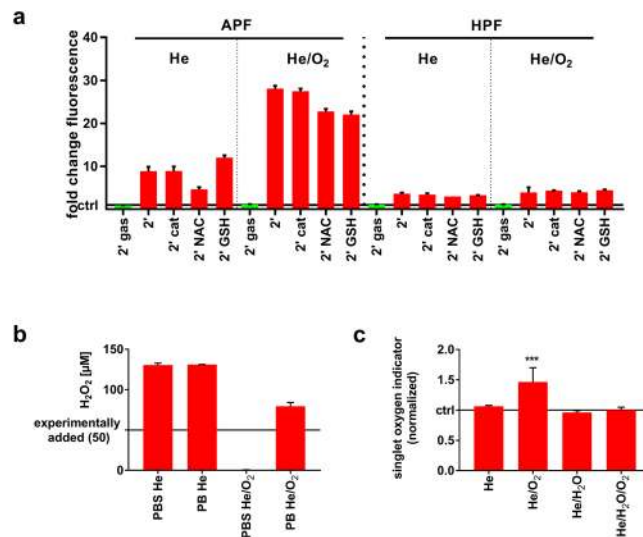 a
APF
HPF
He
He/O₂
He
He/O₂
fold change fluorescence
40
30
20
10
ctrl
2' gas
2'
2' cat
2' NAC
2' GSH
2' gas
2'
2' cat
2' NAC
2' GSH
2' gas
2'
2' cat
2' NAC
2' GSH
2' gas
2'
2' cat
2' NAC
2' GSH
b
H₂O₂ [µM]
150
100
experimentally
added (50)
0
PBS He
PB He
PBS He/O₂
PB He/O₂
c
singlet oxygen indicator
(normalized)
2.0
1.5
ctrl
0.5
0.0
***
He
He/O₂
He/H₂O
He/H₂O/O₂